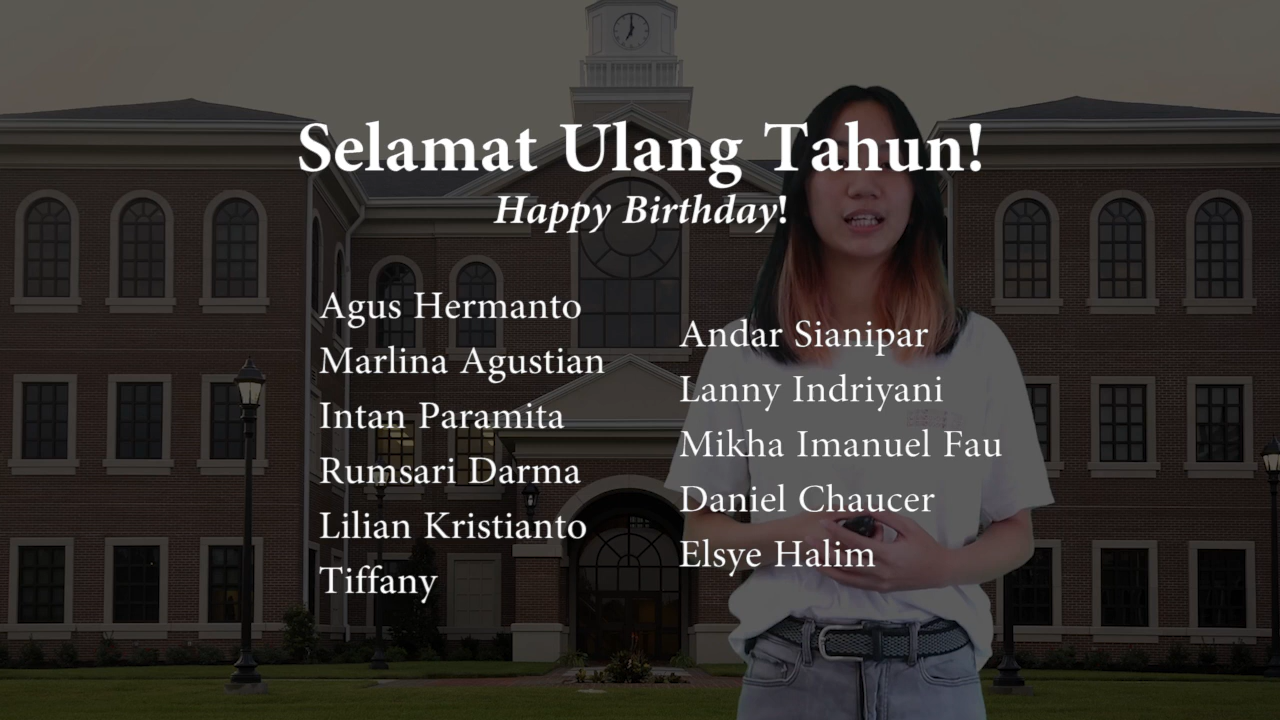 Selamat Ulang Tahun!
Happy Birthday!
Agus Hermanto
Marlina Agustian
Intan Paramita
Rumsari Darma
Lilian Kristianto
Tiffany
Andar Sianipar
Lanny Indriyani
Mikha Imanuel Fau
Daniel Chaucer
Elsye Halim